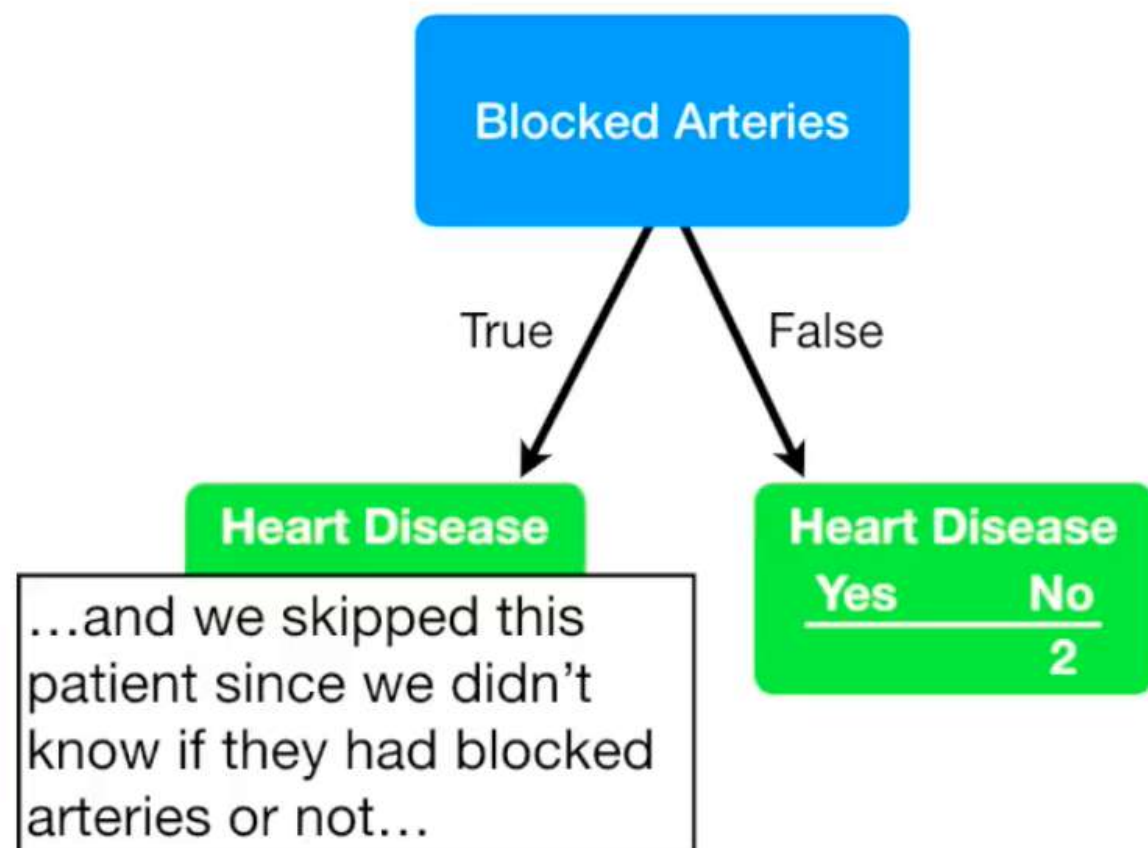 Blocked Arteries
True
False
Heart Disease
…and we skipped this
patient since we didn’t
know if they had blocked
arteries or not…
Heart Disease
Yes No
2